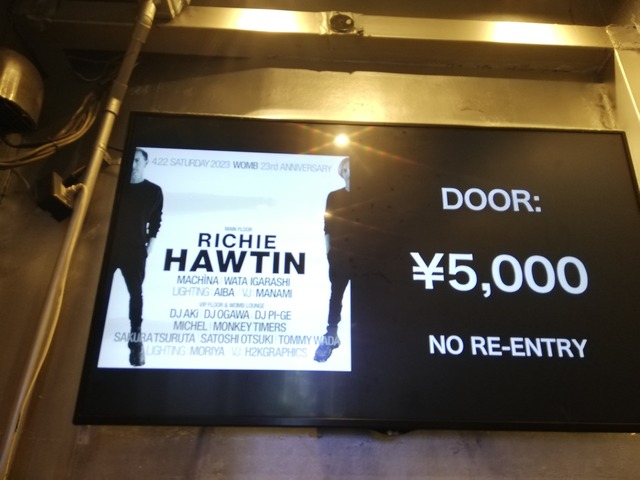 4.22 SATURDAY 2023 WOMB 23rd ANNIVERSARY
MAIN FLOOR
RICHIE
HAWTIN
MACHINA WATA IGARASHI
LIGHTING AIBA VJ MANAMI
VIP FLOOR & WOMB LOUNGE
DJ AKi DJ OGAWA DJ PI-GE
MICHEL MONKEY TIMERS
SAKURA TSURUTA SATOSHI OTSUKI TOMMY WADA
LIGHTING MORIYA VJ H2KGRAPHICS
DOOR:
¥5,000
NO RE-ENTRY